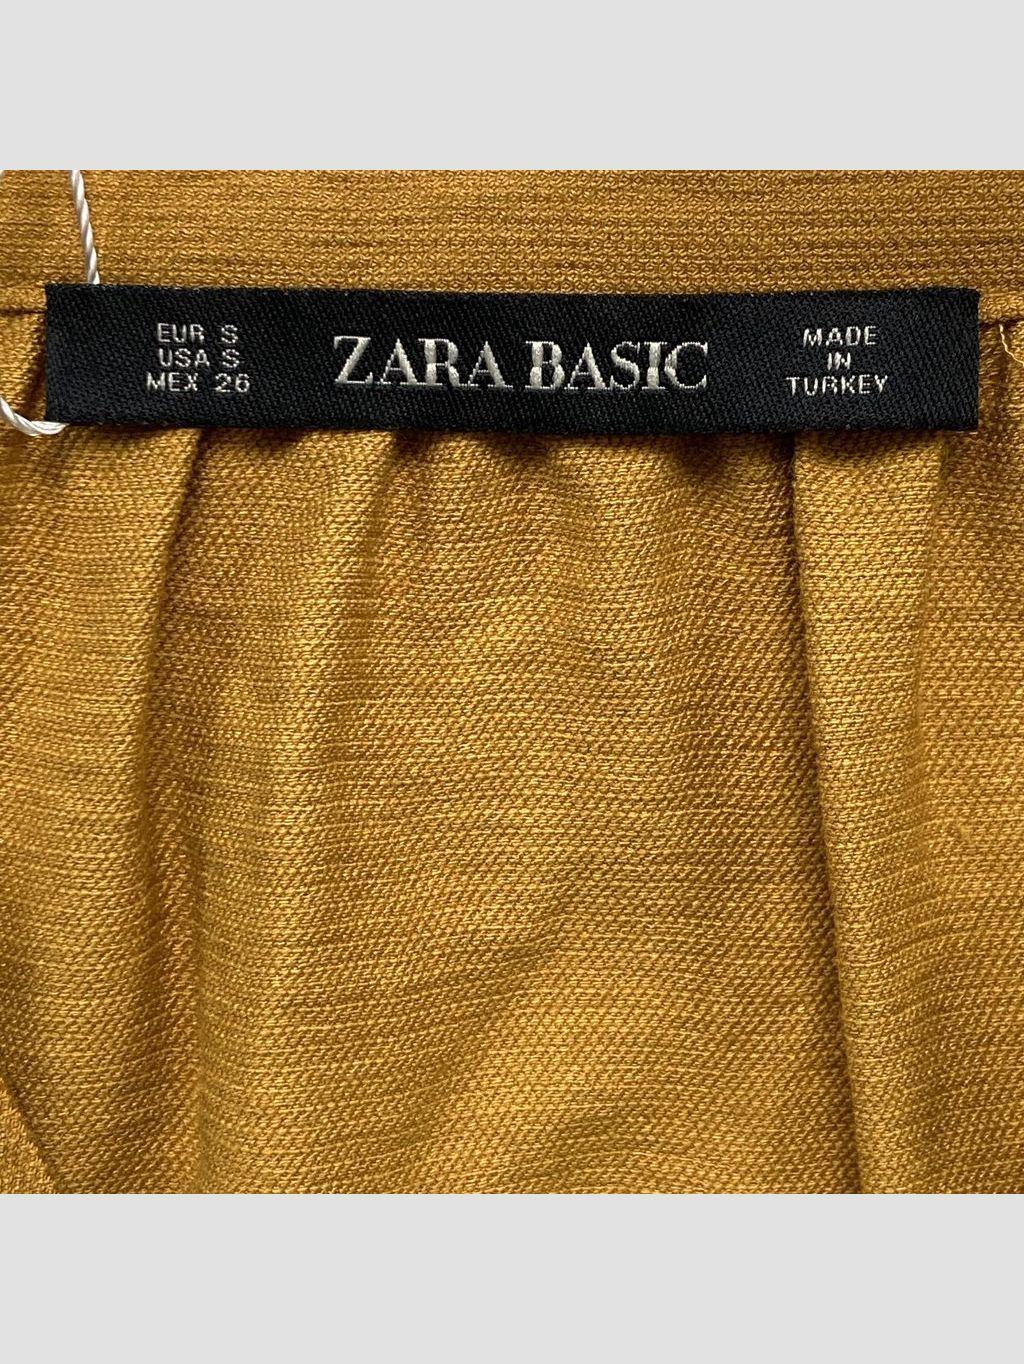 EUR S
USA S
MEX 26
ZARA BASIC
MADE
IN
TURKEY